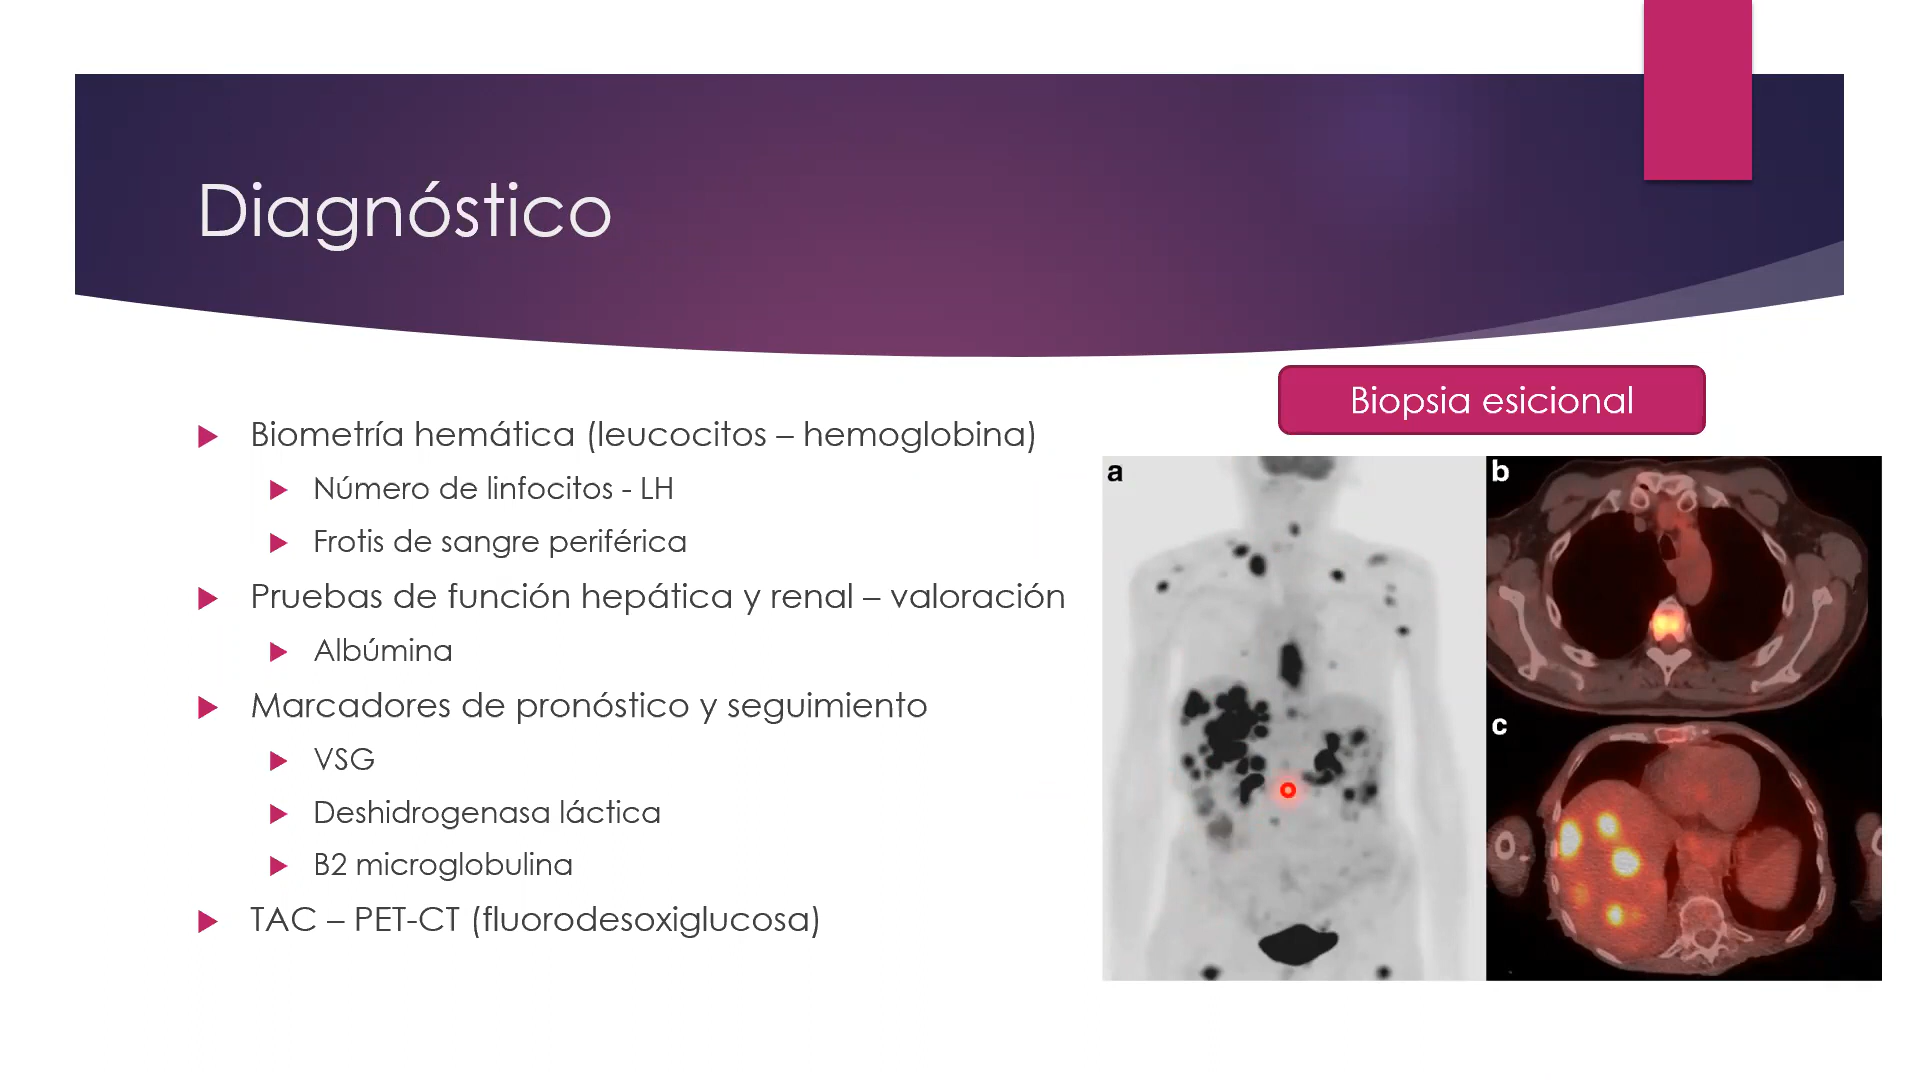 Diagnóstico
Biopsia esicional
Biometría hemática (leucocitos – hemoglobina)
Número de linfocitos - LH
Frotis de sangre periférica
Pruebas de función hepática y renal – valoración
Albúmina
Marcadores de pronóstico y seguimiento
VSG
Deshidrogenasa láctica
B2 microglobulina
TAC – PET-CT (fluorodesoxiglucosa)
a
b
c